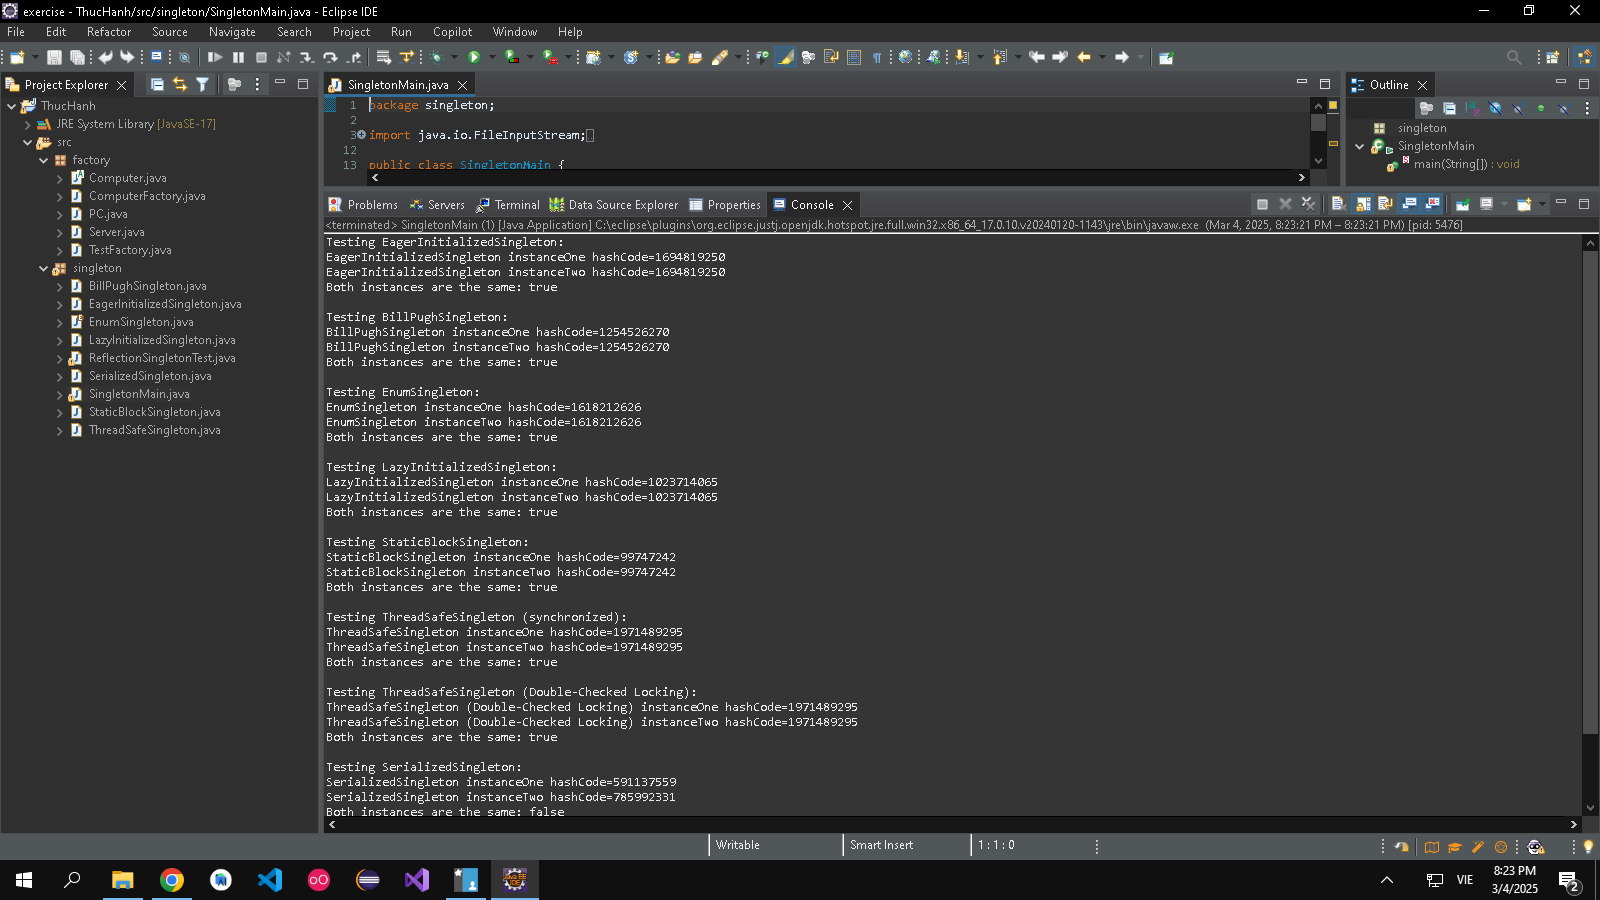 exercise - ThucHanh/src/singleton/SingletonMain.java - Eclipse IDE
File Edit Refactor Source Navigate Search Project Run Copilot Window Help
Project Explorer
ThucHanh
JRE System Library [JavaSE-17]
src
factory
Computer.java
ComputerFactory.java
PC.java
Server.java
TestFactory.java
singleton
BillPughSingleton.java
EagerInitializedSingleton.java
EnumSingleton.java
LazyInitializedSingleton.java
ReflectionSingletonTest.java
SerializedSingleton.java
SingletonMain.java
StaticBlockSingleton.java
ThreadSafeSingleton.java
SingletonMain.java
1 package singleton;
2
3 import java.io.FileInputStream;
12
13 public class SingletonMain {
Outline
singleton
SingletonMain
main(String[]) : void
Problems Servers Terminal Data Source Explorer Properties Console
<terminated> SingletonMain (1) [Java Application] C:\eclipse\plugins\org.eclipse.justj.openjdk.hotspot.jre.full.win32.x86_64_17.0.10.v20240120-1143\jre\bin\javaw.exe (Mar 4, 2025, 8:23:21 PM – 8:23:21 PM) [pid: 5476]
Testing EagerInitializedSingleton:
EagerInitializedSingleton instanceOne hashCode=1694819250
EagerInitializedSingleton instanceTwo hashCode=1694819250
Both instances are the same: true
Testing BillPughSingleton:
BillPughSingleton instanceOne hashCode=1254526270
BillPughSingleton instanceTwo hashCode=1254526270
Both instances are the same: true
Testing EnumSingleton:
EnumSingleton instanceOne hashCode=1618212626
EnumSingleton instanceTwo hashCode=1618212626
Both instances are the same: true
Testing LazyInitializedSingleton:
LazyInitializedSingleton instanceOne hashCode=1023714065
LazyInitializedSingleton instanceTwo hashCode=1023714065
Both instances are the same: true
Testing StaticBlockSingleton:
StaticBlockSingleton instanceOne hashCode=99747242
StaticBlockSingleton instanceTwo hashCode=99747242
Both instances are the same: true
Testing ThreadSafeSingleton (synchronized):
ThreadSafeSingleton instanceOne hashCode=1971489295
ThreadSafeSingleton instanceTwo hashCode=1971489295
Both instances are the same: true
Testing ThreadSafeSingleton (Double-Checked Locking):
ThreadSafeSingleton (Double-Checked Locking) instanceOne hashCode=1971489295
ThreadSafeSingleton (Double-Checked Locking) instanceTwo hashCode=1971489295
Both instances are the same: true
Testing SerializedSingleton:
SerializedSingleton instanceOne hashCode=591137559
SerializedSingleton instanceTwo hashCode=785992331
Both instances are the same: false
Writable Smart Insert 1 : 1 : 0
VIE
8:23 PM
3/4/2025
2